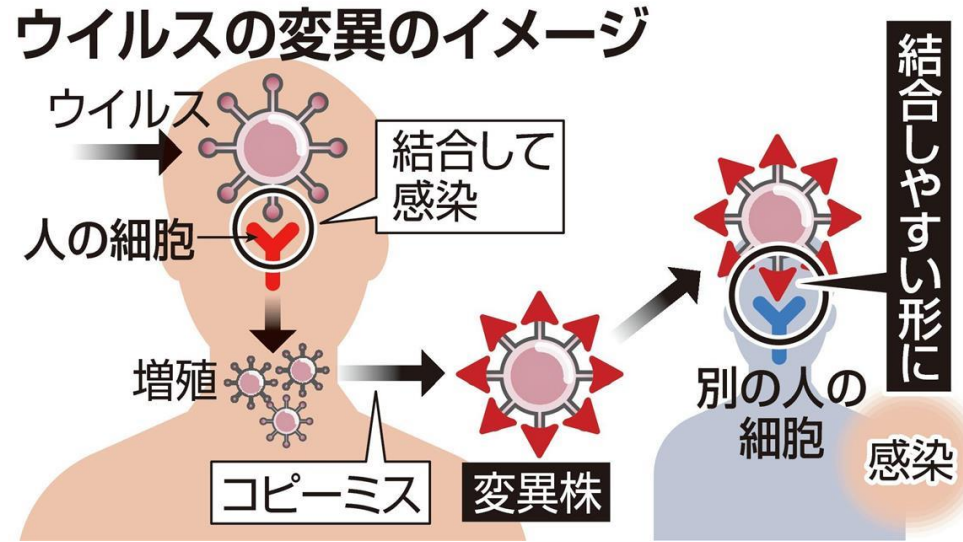 ウイルスの変異のイメージ
ウイルス
結合して
感染
人の細胞
増殖
コピーミス
変異株
結合しやすい形に
別の人の
細胞
感染